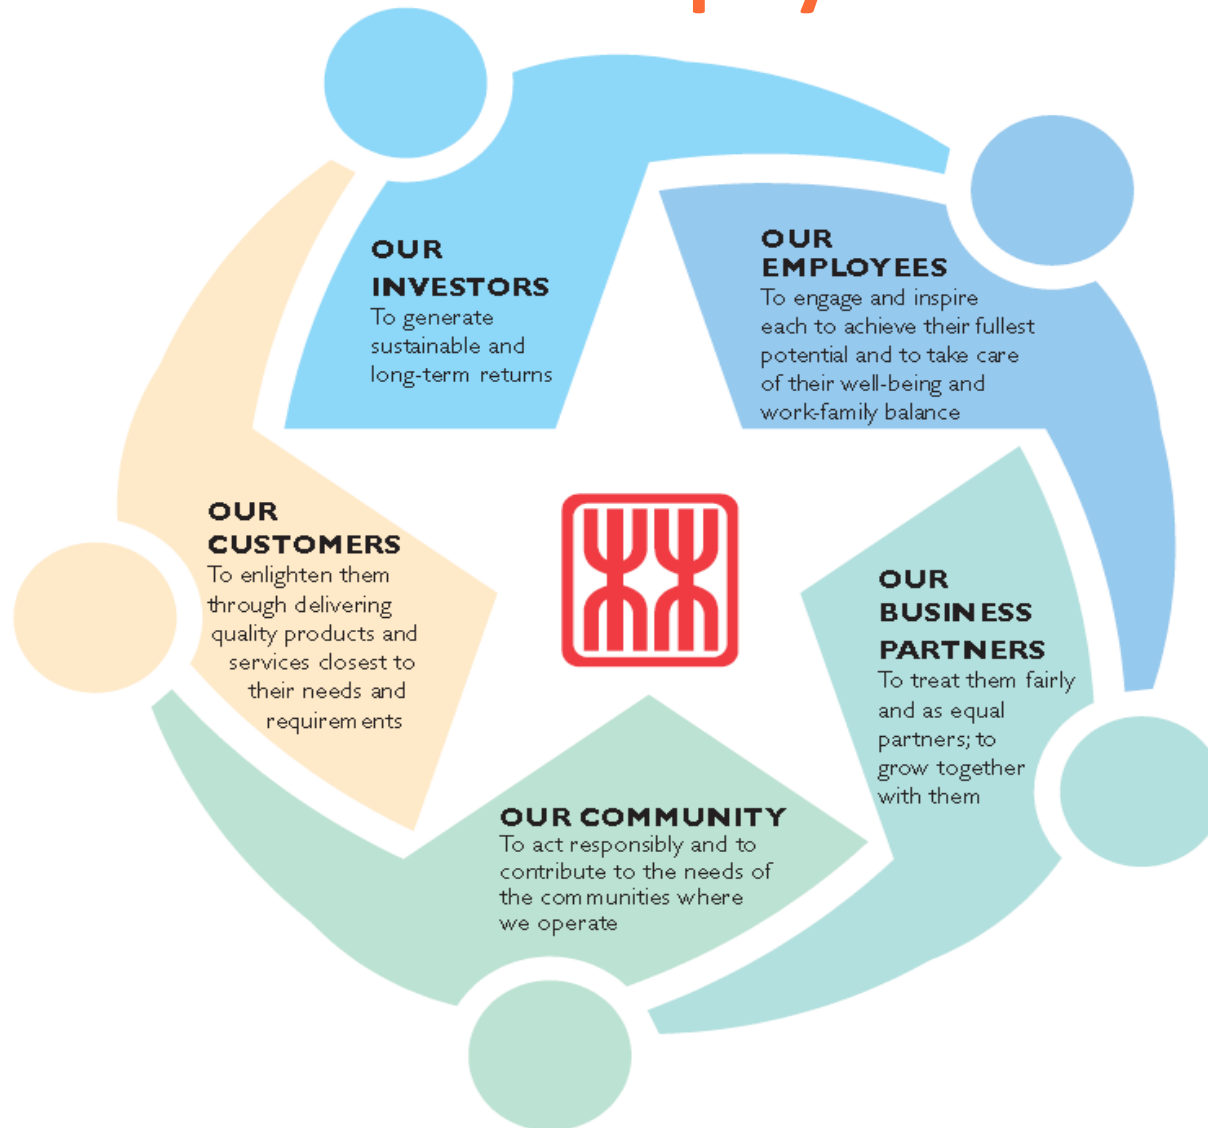 OUR
INVESTORS
To generate
sustainable and
long-term returns
OUR
EMPLOYEES
To engage and inspire
each to achieve their fullest
potential and to take care
of their well-being and
work-family balance
OUR
CUSTOMERS
To enlighten them
through delivering
quality products and
services closest to
their needs and
requirements
OUR
BUSINESS
PARTNERS
To treat them fairly
and as equal
partners; to
grow together
with them
OUR COMMUNITY
To act responsibly and to
contribute to the needs of
the communities where
we operate